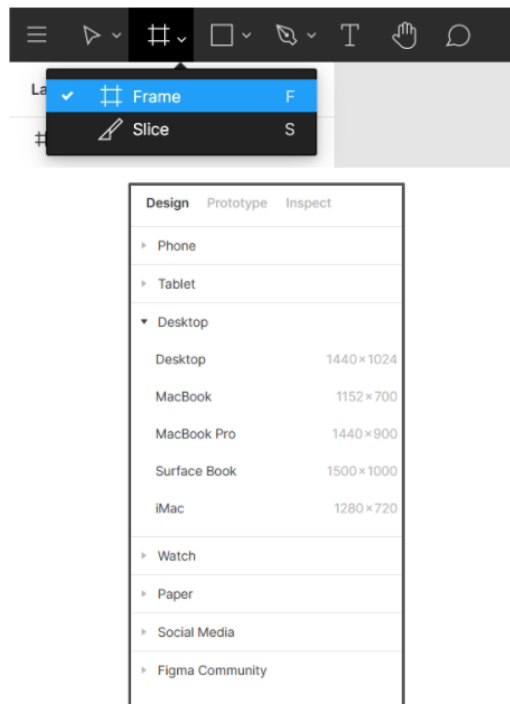 La
Frame F
Slice S
Design Prototype Inspect
Phone
Tablet
Desktop
Desktop 1440×1024
MacBook 1152×700
MacBook Pro 1440×900
Surface Book 1500×1000
iMac 1280×720
Watch
Paper
Social Media
Figma Community